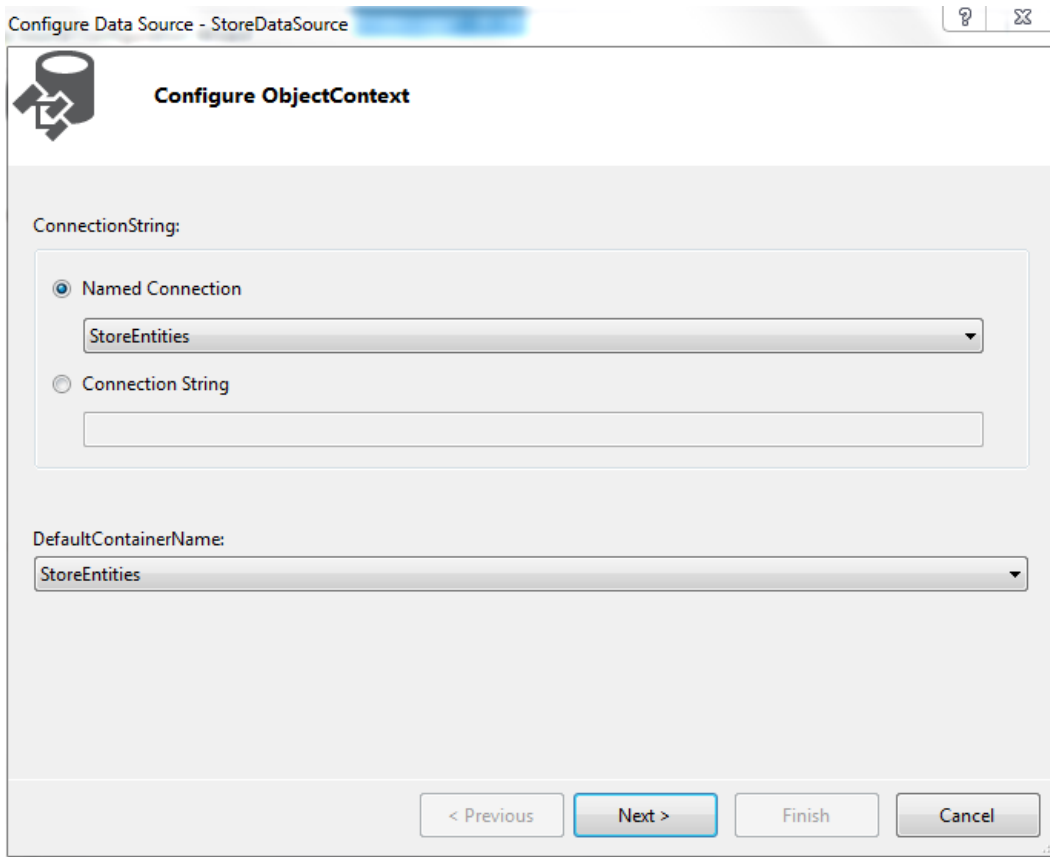 Configure Data Source - StoreDataSource
Configure ObjectContext
ConnectionString:
Named Connection
StoreEntities
Connection String
DefaultContainerName:
StoreEntities
< Previous Next > Finish Cancel